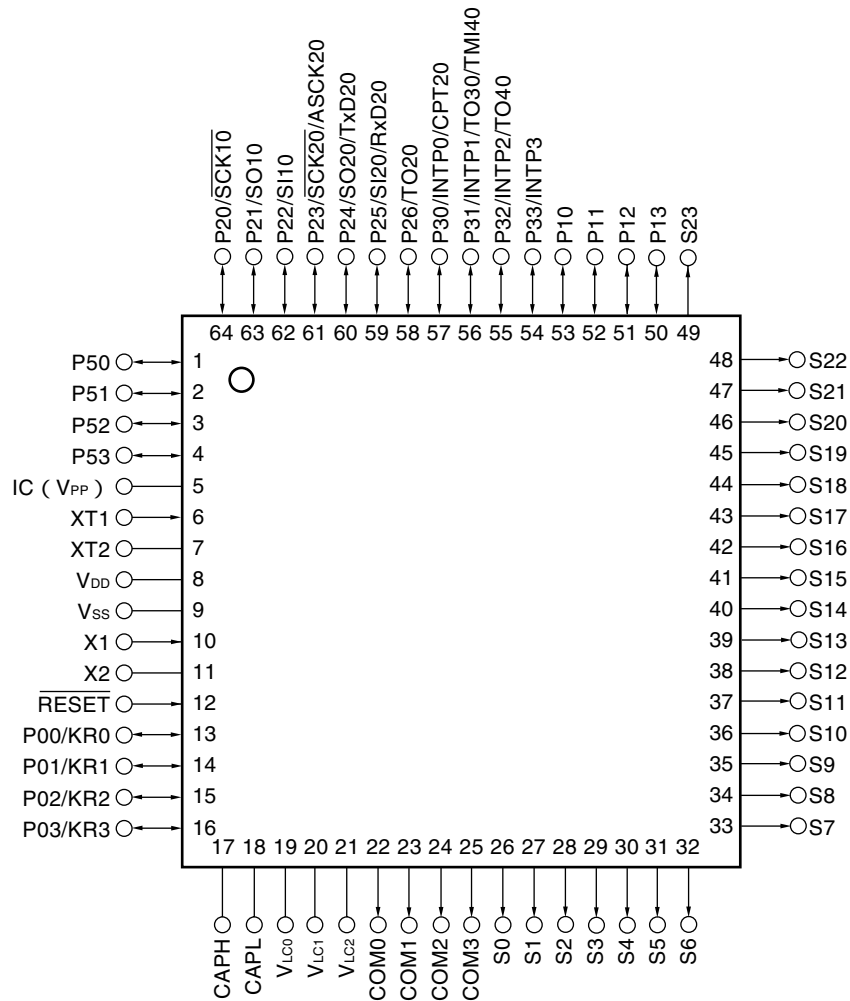 P20/SCK10
P21/SO10
P22/SI10
P23/SCK20/ASCK20
P24/SO20/TxD20
P25/SI20/RxD20
P26/TO20
P30/INTP0/CPT20
P31/INTP1/TO30/TMI40
P32/INTP2/TO40
P33/INTP3
P10
P11
P12
P13
S23
64 63 62 61 60 59 58 57 56 55 54 53 52 51 50 49
P50 1
P51 2
P52 3
P53 4
IC ( VPP ) 5
XT1 6
XT2 7
VDD 8
VSS 9
X1 10
X2 11
RESET 12
P00/KR0 13
P01/KR1 14
P02/KR2 15
P03/KR3 16
48 S22
47 S21
46 S20
45 S19
44 S18
43 S17
42 S16
41 S15
40 S14
39 S13
38 S12
37 S11
36 S10
35 S9
34 S8
33 S7
17 18 19 20 21 22 23 24 25 26 27 28 29 30 31 32
CAPH
CAPL
VLC0
VLC1
VLC2
COM0
COM1
COM2
COM3
S0
S1
S2
S3
S4
S5
S6